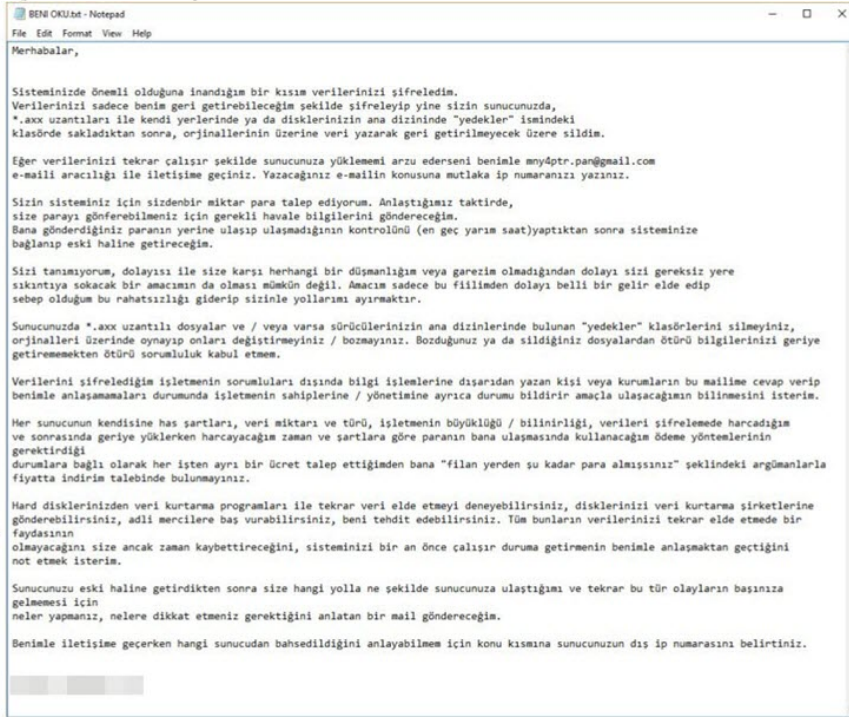 BENI OKU.txt - Notepad
File Edit Format View Help
Merhabalar,
Sisteminizde önemli olduğuna inandığım bir kısım verilerinizi şifreledim.
Verilerinizi sadece benim geri getirebileceğim şekilde şifreleyip yine sizin sunucunuzda,
*.axx uzantıları ile kendi yerlerinde ya da disklerinizin ana dizininde "yedekler" ismindeki
klasörde sakladıktan sonra, orjinallerinin üzerine veri yazarak geri getirilmeyecek üzere sildim.
Eğer verilerinizi tekrar çalışır şekilde sunucunuza yüklememi arzu ederseni benimle mny4ptr.pan@gmail.com
e-maili aracılığı ile iletişime geçiniz. Yazacağınız e-mailin konusuna mutlaka ip numaranızı yazınız.
Sizin sisteminiz için sizdenbir miktar para talep ediyorum. Anlaştığımız taktirde,
size parayı gönferebilmeniz için gerekli havale bilgilerini göndereceğim.
Bana gönderdiğiniz paranın yerine ulaşıp ulaşmadığının kontrolünü (en geç yarım saat)yaptıktan sonra sisteminize
bağlanıp eski haline getireceğim.
Sizi tanımıyorum, dolayısı ile size karşı herhangi bir düşmanlığım veya garezim olmadığından dolayı sizi gereksiz yere
sıkıntıya sokacak bir amacımın da olması mümkün değil. Amacım sadece bu fiilimden dolayı belli bir gelir elde edip
sebep olduğum bu rahatsızlığı giderip sizinle yollarımı ayırmaktır.
Sunucunuzda *.axx uzantılı dosyalar ve / veya varsa sürücülerinizin ana dizinlerinde bulunan "yedekler" klasörlerini silmeyiniz,
orjinalleri üzerinde oynayıp onları değiştirmeyiniz / bozmayınız. Bozduğunuz ya da sildiğiniz dosyalardan ötürü bilgilerinizi geriye
getirememekten ötürü sorumluluk kabul etmem.
Verilerini şifrelediğim işletmenin sorumluları dışında bilgi işlemlerine dışarıdan yazan kişi veya kurumların bu mailime cevap verip
benimle anlaşamamaları durumunda işletmenin sahiplerine / yönetimine ayrıca durumu bildirir amaçla ulaşacağımın bilinmesini isterim.
Her sunucunun kendisine has şartları, veri miktarı ve türü, işletmenin büyüklüğü / bilinirliği, verileri şifrelemede harcadığım
ve sonrasında geriye yüklerken harcayacağım zaman ve şartlara göre paranın bana ulaşmasında kullanacağım ödeme yöntemlerinin
gerektirdiği
durumlara bağlı olarak her işten ayrı bir ücret talep ettiğimden bana "filan yerden şu kadar para almışsınız" şeklindeki argümanlarla
fiyatta indirim talebinde bulunmayınız.
Hard disklerinizden veri kurtarma programları ile tekrar veri elde etmeyi deneyebilirsiniz, disklerinizi veri kurtarma şirketlerine
gönderebilirsiniz, adli mercilere baş vurabilirsiniz, beni tehdit edebilirsiniz. Tüm bunların verilerinizi tekrar elde etmede bir
faydasının
olmayacağını size ancak zaman kaybettireceğini, sisteminizi bir an önce çalışır duruma getirmenin benimle anlaşmaktan geçtiğini
not etmek isterim.
Sunucunuzu eski haline getirdikten sonra size hangi yolla ne şekilde sunucunuza ulaştığımı ve tekrar bu tür olayların başınıza
gelmemesi için
neler yapmanız, nelere dikkat etmeniz gerektiğini anlatan bir mail göndereceğim.
Benimle iletişime geçerken hangi sunucudan bahsedildiğini anlayabilmem için konu kısmına sunucunuzun dış ip numarasını belirtiniz.